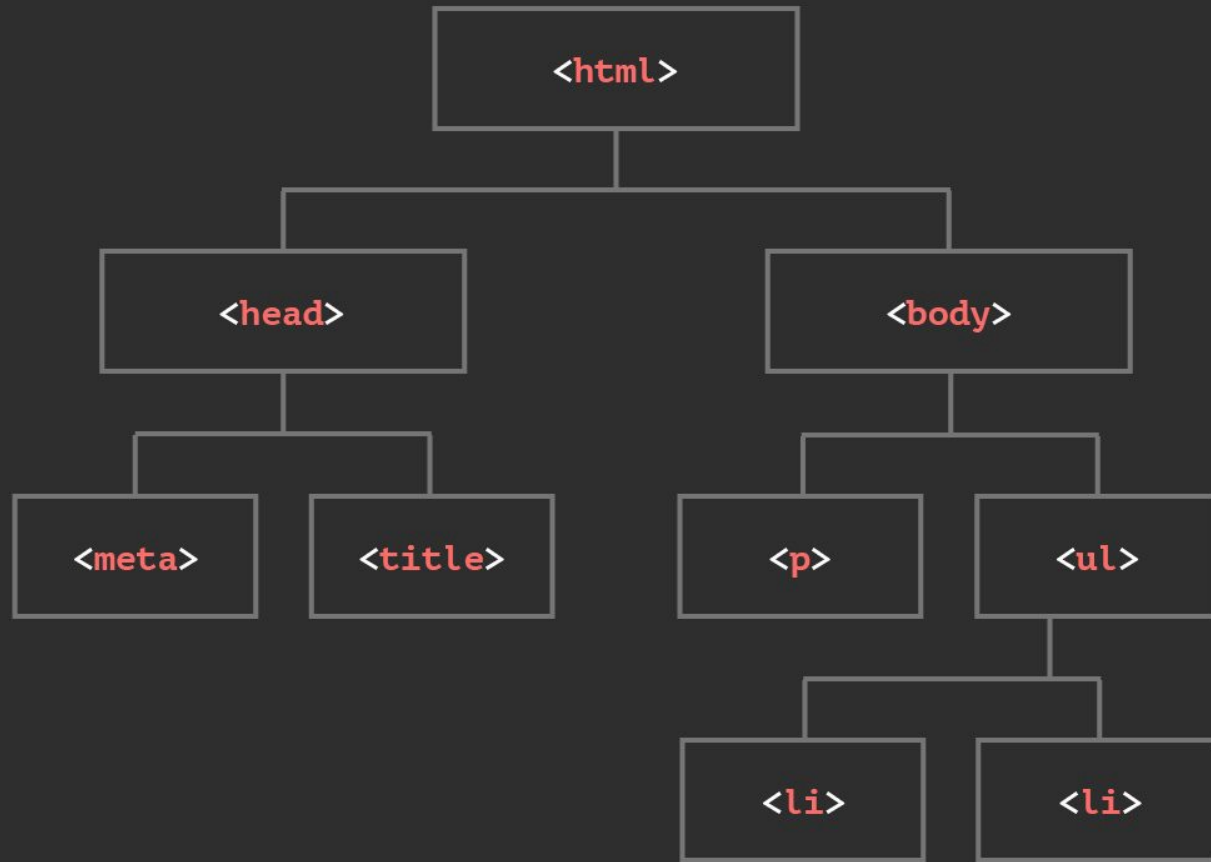 <html>
<head>
<body>
<meta>
<title>
<p>
<ul>
<li>
<li>